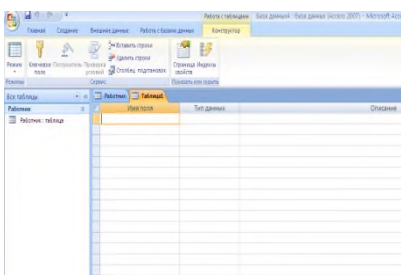 Работа с таблицами База данных1 : база данных (Access 2007) - Microsoft Acc
Главная Создание Внешние данные Работа с базами данных Конструктор
Режим Ключевое поле Построитель Проверка условий
Вставить строки
Удалить строки
Столбец подстановок
Страница свойств Индексы
Режимы Сервис Показать или скрыть
Все таблицы Работник Таблица1
Работник
Работник : таблица
Имя поля Тип данных Описание